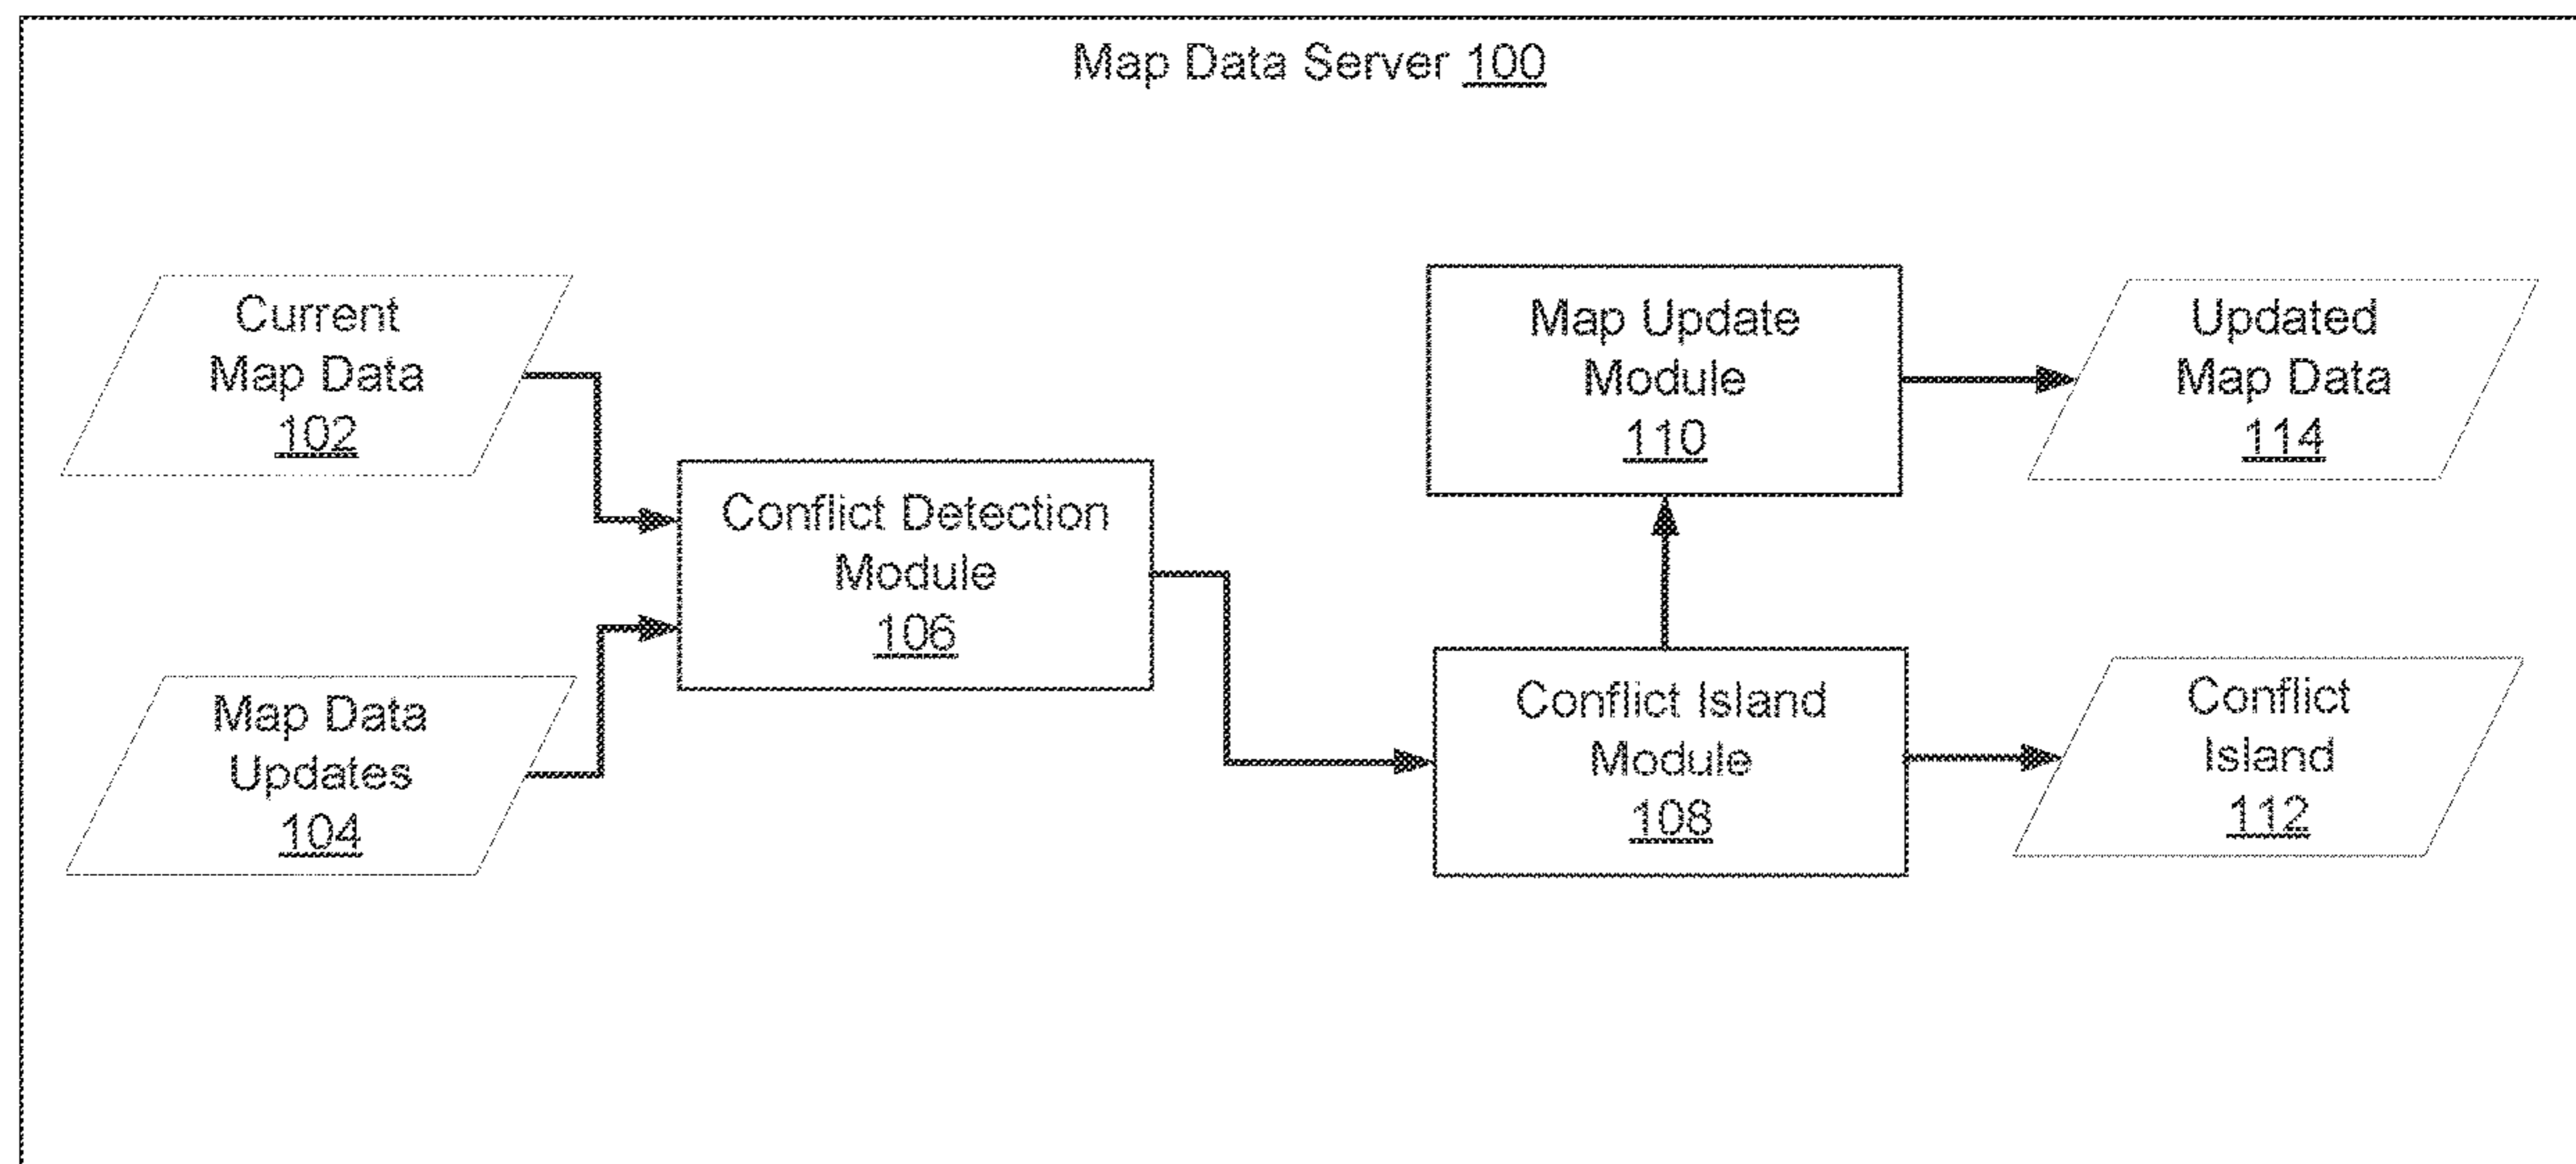 Map Data Server 100
Current
Map Data
102
Map Data
Updates
104
Conflict Detection
Module
106
Map Update
Module
110
Conflict Island
Module
108
Updated
Map Data
114
Conflict
Island
112